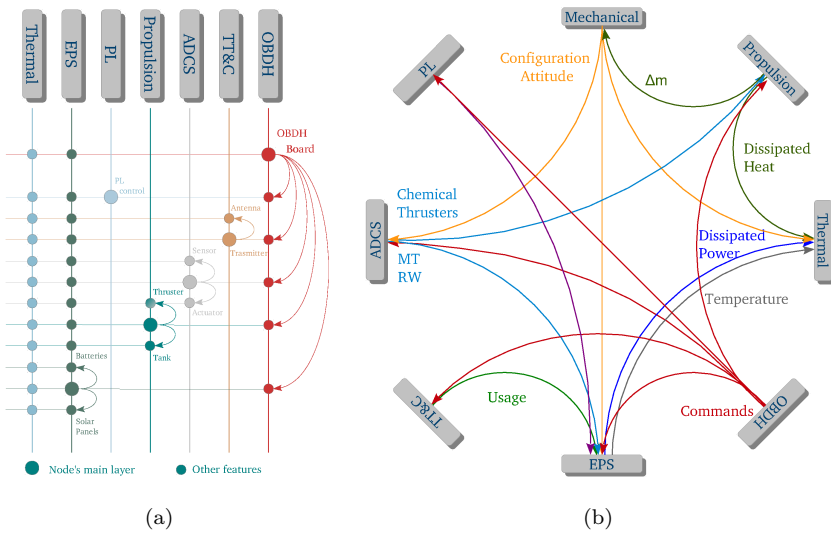 Thermal
EPS
PL
Propulsion
ADCS
TT&C
OBDH
OBDH
Board
PL
control
Antenna
Trasmitter
Sensor
Actuator
Thruster
Tank
Batteries
Solar
Panels
Node's main layer
Other features
(a)
Mechanical
PL
Propulsion
Configuration
Attitude
Δm
Dissipated
Heat
Chemical
Thrusters
ADCS
MT
RW
Dissipated
Power
Thermal
Temperature
Usage
Commands
TT&C
OBDH
EPS
(b)